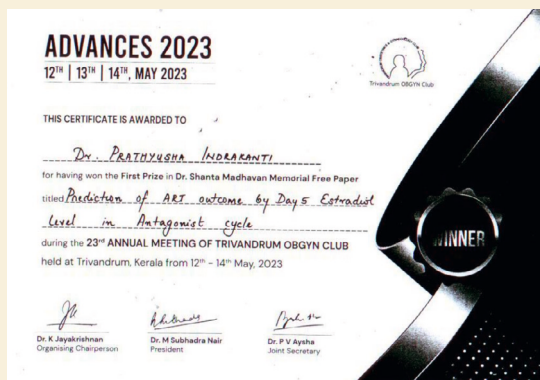 ADVANCES 2023
12TH | 13TH | 14TH, MAY 2023
Trivandrum OBGYN Club
THIS CERTIFICATE IS AWARDED TO
Dr. PRATHYUSHA INDRAKANTI
for having won the First Prize in Dr. Shanta Madhavan Memorial Free Paper
titled Prediction of ART outcome by Day 5 Estradiol
Level in Antagonist cycle
during the 23rd ANNUAL MEETING OF TRIVANDRUM OBGYN CLUB
held at Trivandrum, Kerala from 12th - 14th May, 2023
WINNER
Dr. K Jayakrishnan
Organising Chairperson
Dr. M Subhadra Nair
President
Dr. P V Aysha
Joint Secretary